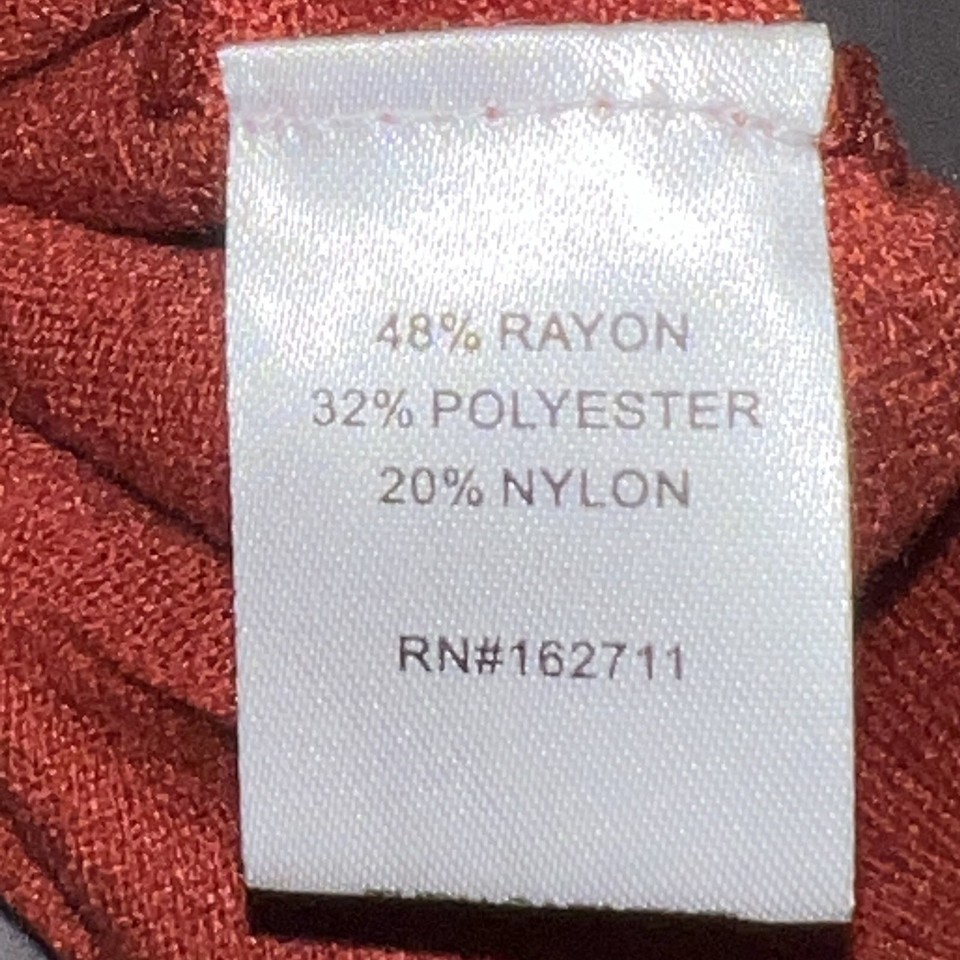 48% RAYON
32% POLYESTER
20% NYLON
RN#162711